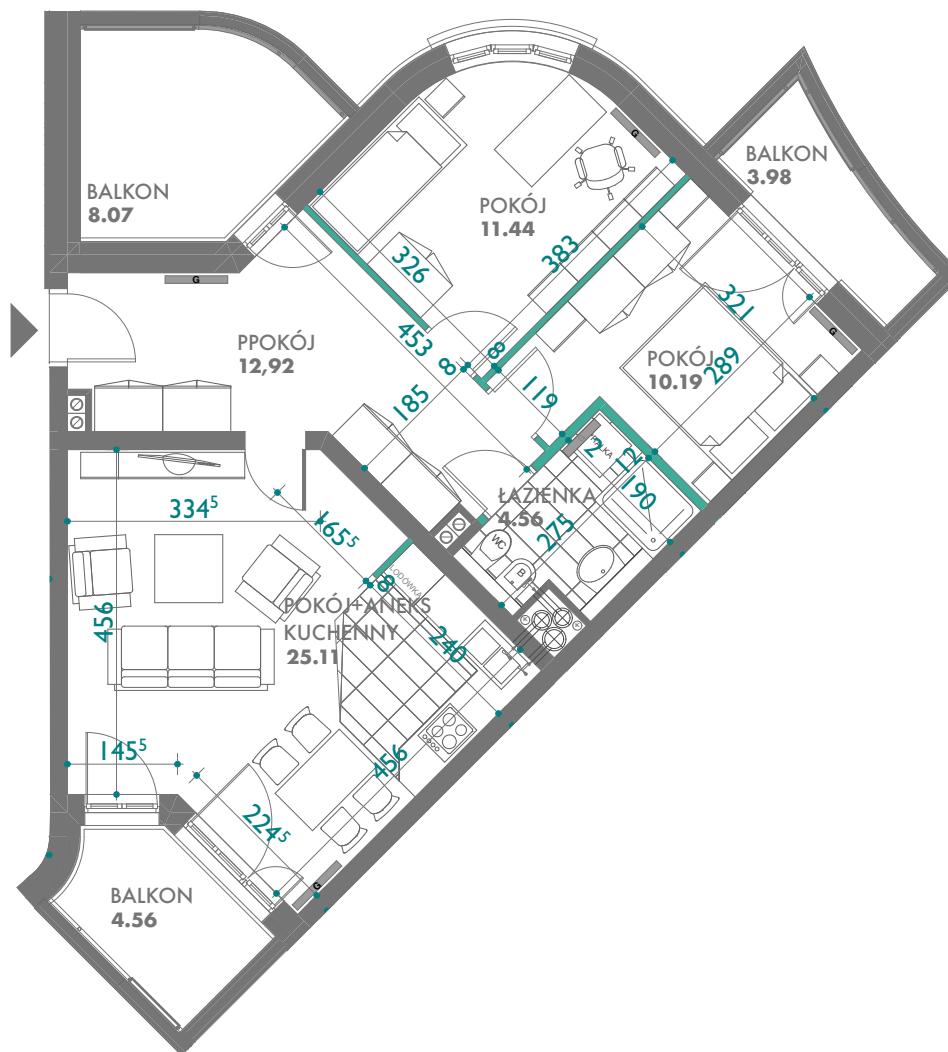 BALKON
8.07
BALKON
3.98
POKÓJ
11.44
G
G
326
383
321
453
PPOKÓJ
12,92
8
8
POKÓJ
10.19
289
G
185
119
2
12
PÓŁKA
190
ŁAZIENKA
4.56
275
WC
B
334⁵
165⁵
8
LODÓWKA
456
POKÓJ+ANEKS
KUCHENNY
25.11
240
145⁵
456
224⁵
G
BALKON
4.56